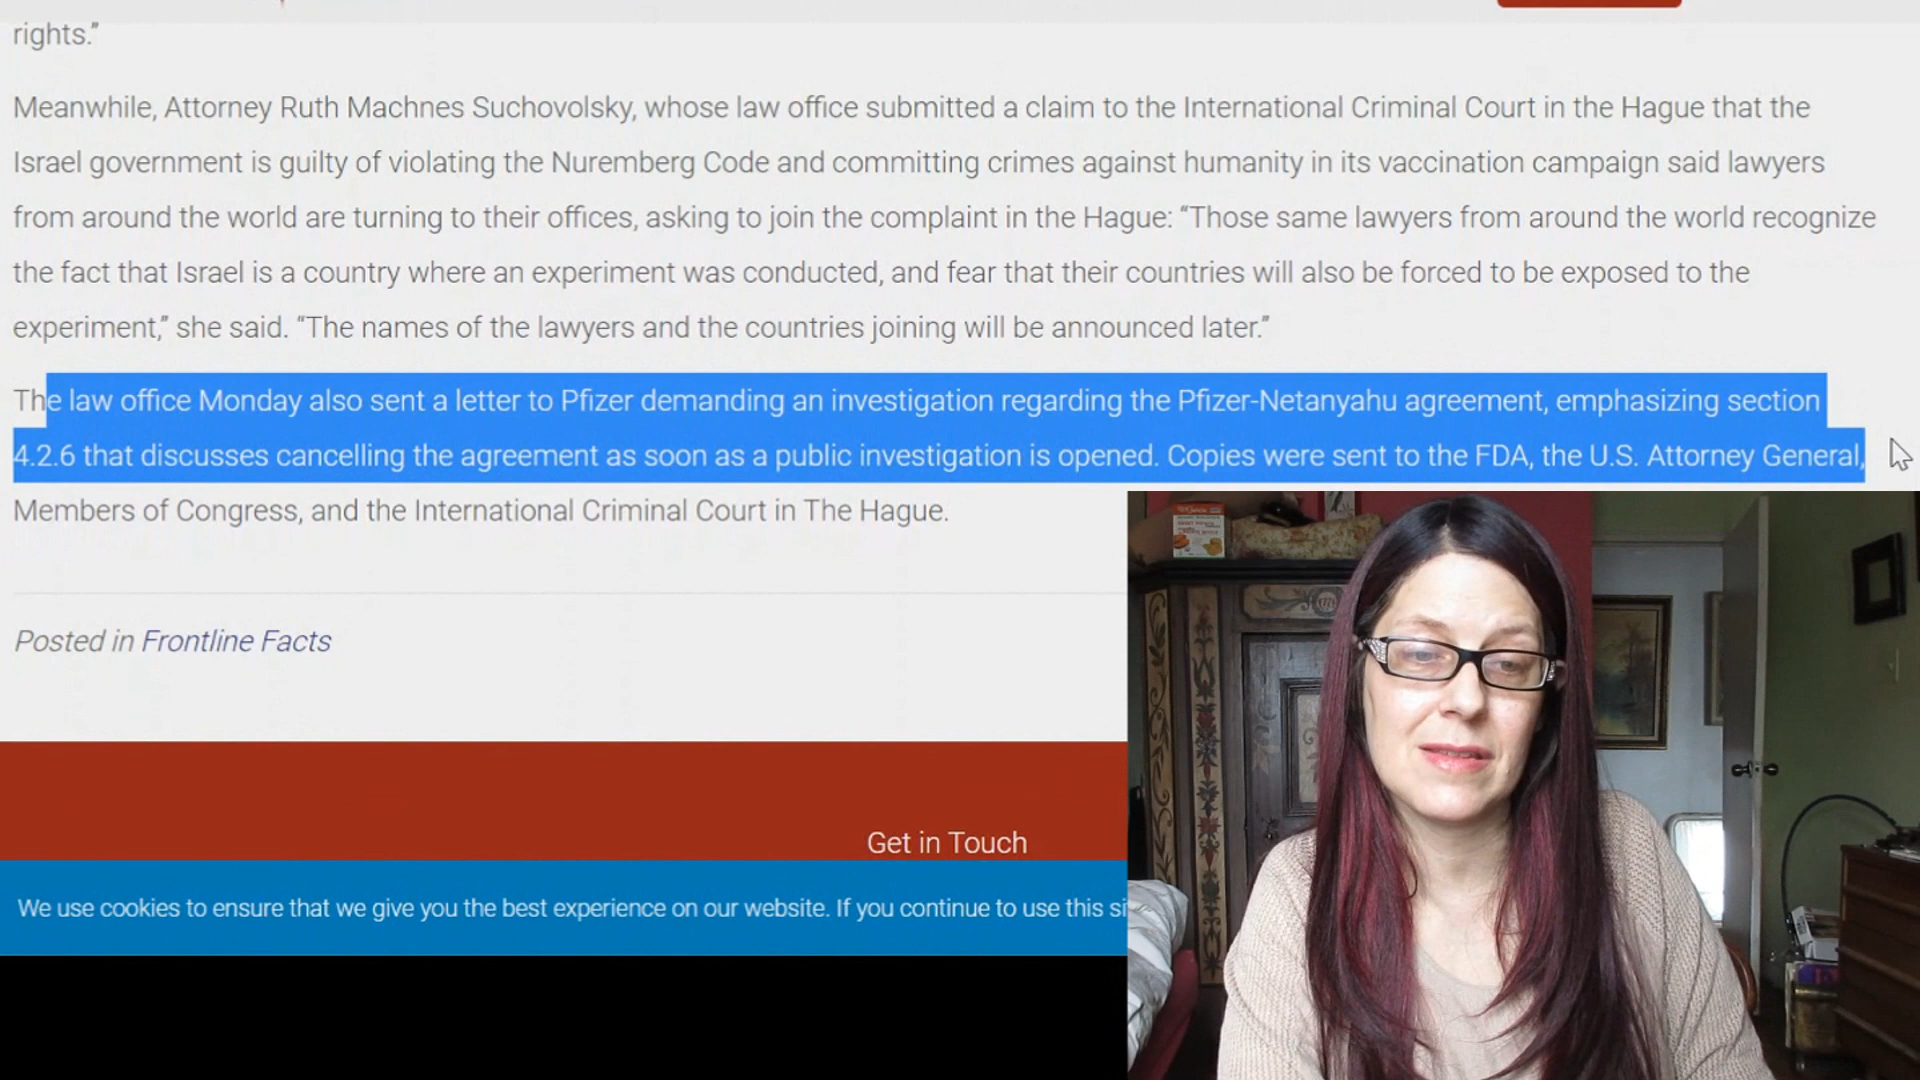 rights.”
Meanwhile, Attorney Ruth Machnes Suchovolsky, whose law office submitted a claim to the International Criminal Court in the Hague that the
Israel government is guilty of violating the Nuremberg Code and committing crimes against humanity in its vaccination campaign said lawyers
from around the world are turning to their offices, asking to join the complaint in the Hague: “Those same lawyers from around the world recognize
the fact that Israel is a country where an experiment was conducted, and fear that their countries will also be forced to be exposed to the
experiment,” she said. “The names of the lawyers and the countries joining will be announced later.”
The law office Monday also sent a letter to Pfizer demanding an investigation regarding the Pfizer-Netanyahu agreement, emphasizing section
4.2.6 that discusses cancelling the agreement as soon as a public investigation is opened. Copies were sent to the FDA, the U.S. Attorney General,
Members of Congress, and the International Criminal Court in The Hague.
Posted in Frontline Facts
Get in Touch
We use cookies to ensure that we give you the best experience on our website. If you continue to use this si